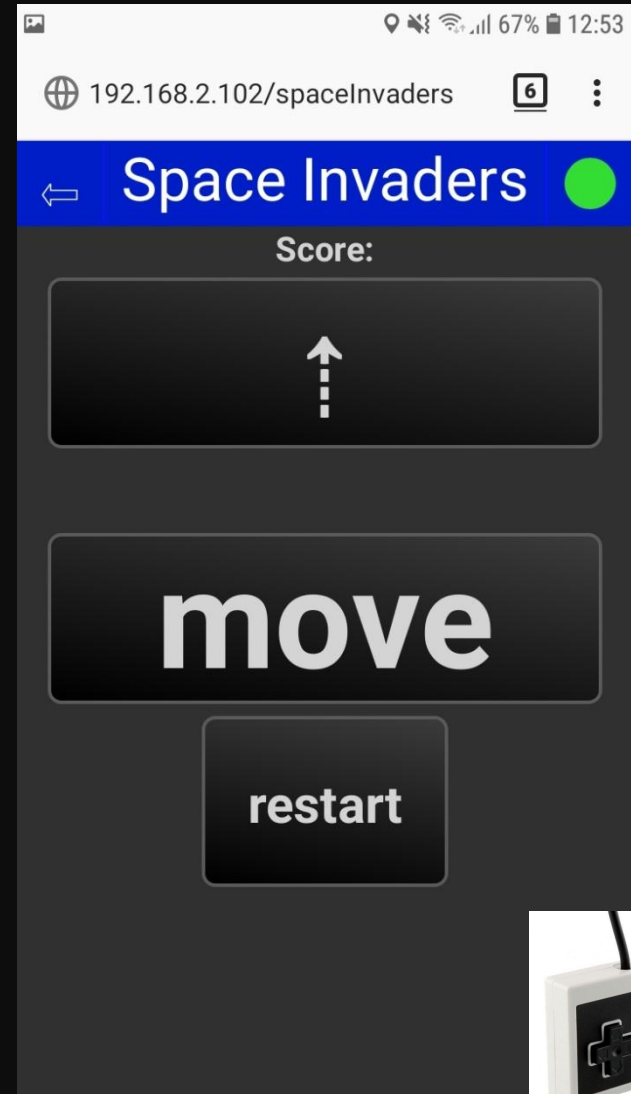 67% 12:53
192.168.2.102/spaceInvaders 6
Space Invaders
Score:
move
restart